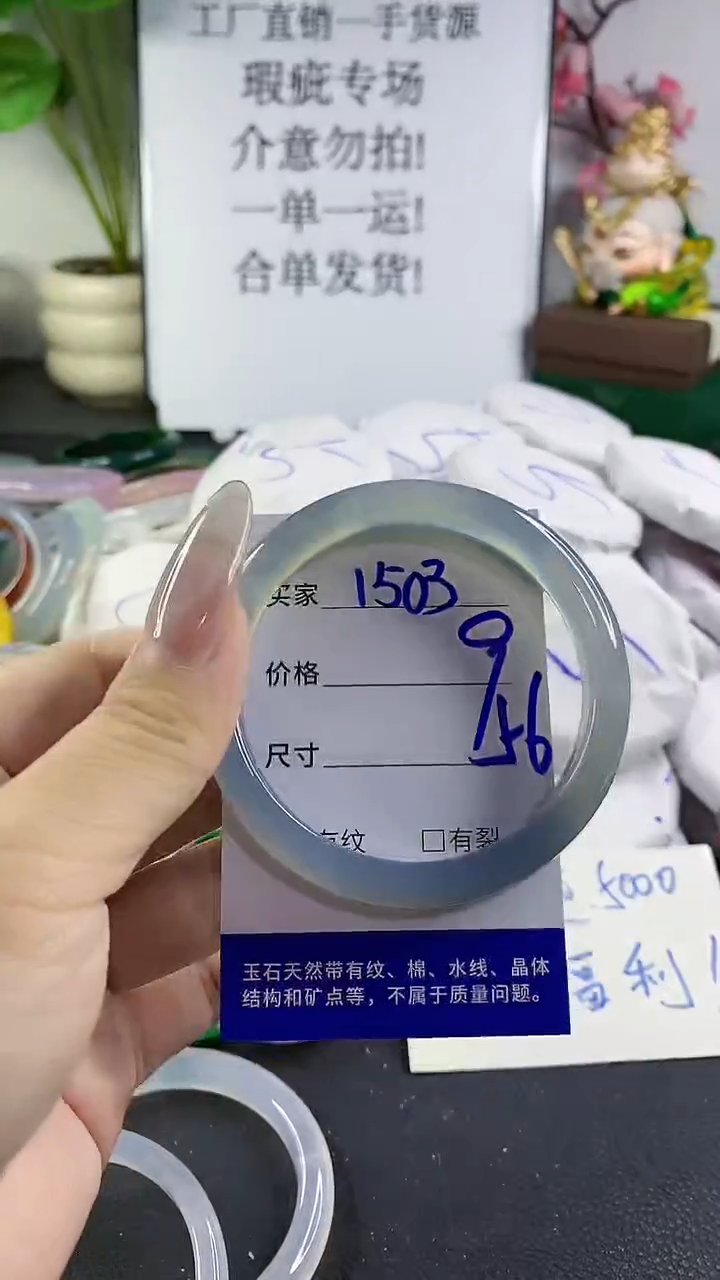 工厂直销一手货源
瑕疵专场
介意勿拍!
一单一运!
合单发货!
买家 1503
9
价格
56
尺寸
有纹 □有裂
5000
福利
玉石天然带有纹、棉、水线、晶体
结构和矿点等，不属于质量问题。